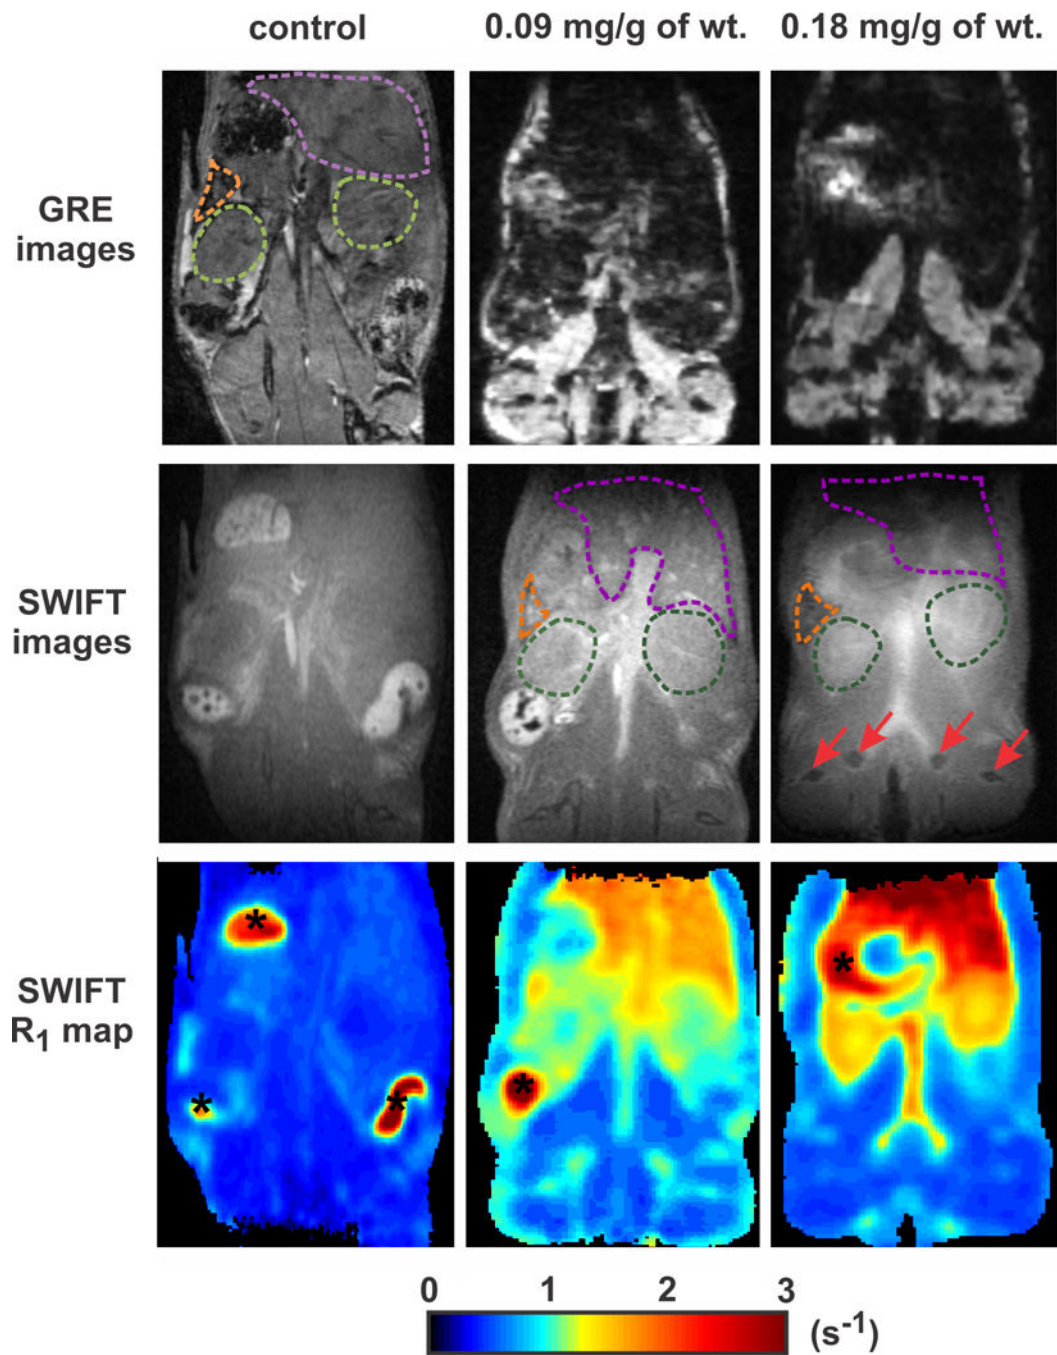 control
0.09 mg/g of wt.
0.18 mg/g of wt.
GRE
images
SWIFT
images
SWIFT
R₁ map
*
*
*
*
*
0 1 2 3
(s⁻¹)